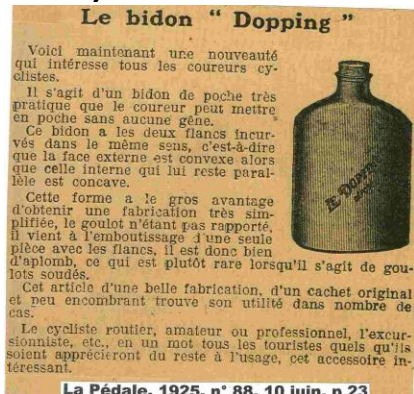 Le bidon “ Dopping ”
Voici maintenant une nouveauté
qui intéresse tous les coureurs cy-
clistes.
Il s'agit d'un bidon de poche très
pratique que le coureur peut mettre
en poche sans aucune gêne.
Ce bidon a les deux flancs incur-
vés dans le même sens, c'est-à-dire
que la face externe est convexe alors
que celle interne qui lui reste paral-
lèle est concave.
Cette forme a le gros avantage
d'obtenir une fabrication très sim-
plifiée, le goulot n'étant pas rapporté,
il vient à l'emboutissage d'une seule
pièce avec les flancs, il est donc bien
d'aplomb, ce qui est plutôt rare lorsqu'il s'agit de gou-
lots soudés.
Cet article d'une belle fabrication, d'un cachet original
et peu encombrant trouve son utilité dans nombre de
cas.
Le cycliste routier, amateur ou professionnel, l'excur-
sionniste, etc., en un mot tous les touristes quels qu'ils
soient apprécieront du reste à l'usage, cet accessoire in-
téressant.
LE DOPPING
La Pédale, 1925, n° 88, 10 juin, p.23